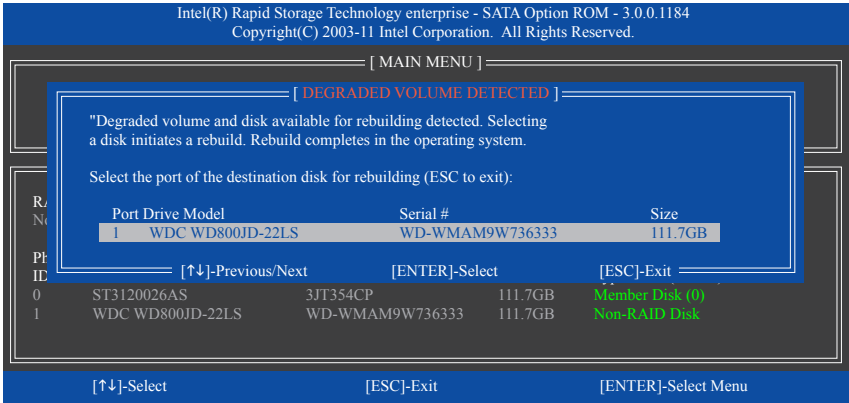 Intel(R) Rapid Storage Technology enterprise - SATA Option ROM - 3.0.0.1184
Copyright(C) 2003-11 Intel Corporation. All Rights Reserved.
[ MAIN MENU ]
[ DEGRADED VOLUME DETECTED ]
"Degraded volume and disk available for rebuilding detected. Selecting
a disk initiates a rebuild. Rebuild completes in the operating system.
Select the port of the destination disk for rebuilding (ESC to exit):
Port Drive Model Serial # Size
1 WDC WD800JD-22LS WD-WMAM9W736333 111.7GB
[↑↓]-Previous/Next [ENTER]-Select [ESC]-Exit
ID
0 ST3120026AS 3JT354CP 111.7GB Member Disk (0)
1 WDC WD800JD-22LS WD-WMAM9W736333 111.7GB Non-RAID Disk
[↑↓]-Select [ESC]-Exit [ENTER]-Select Menu